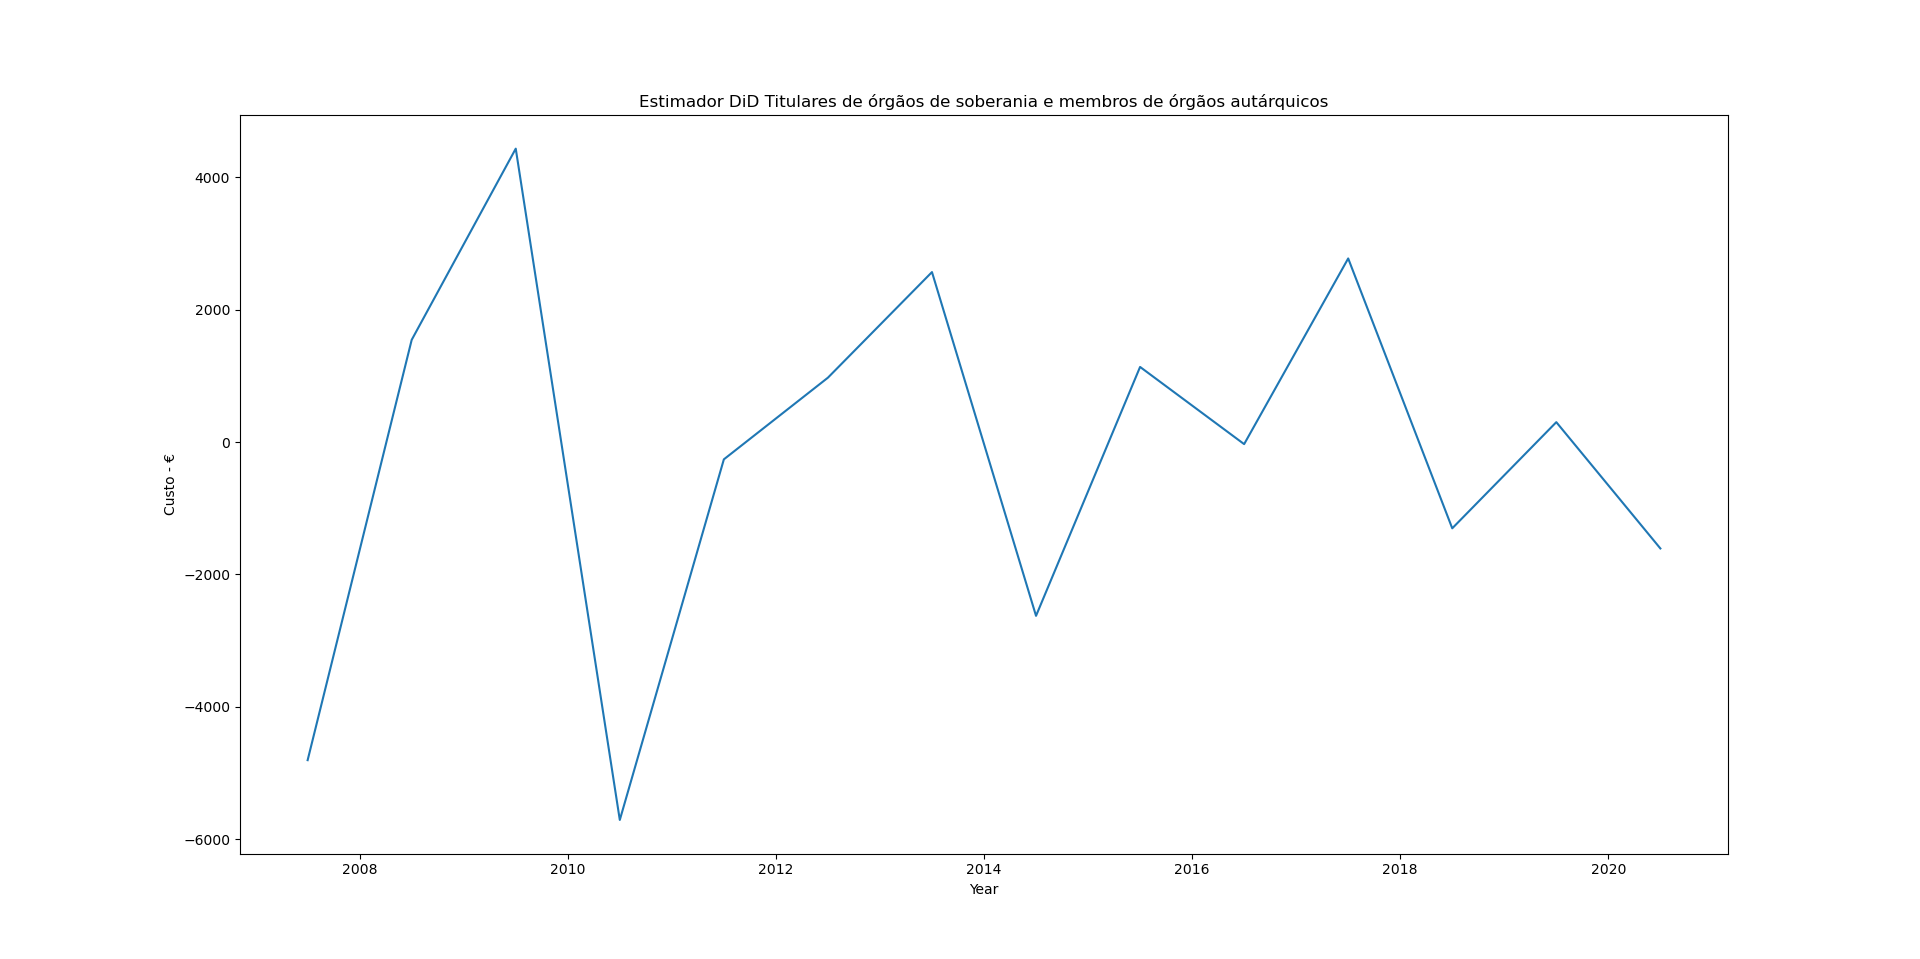 Estimador DiD Titulares de órgãos de soberania e membros de órgãos autárquicos
Custo - €
4000
2000
0
−2000
−4000
−6000
2008 2010 2012 2014 2016 2018 2020
Year